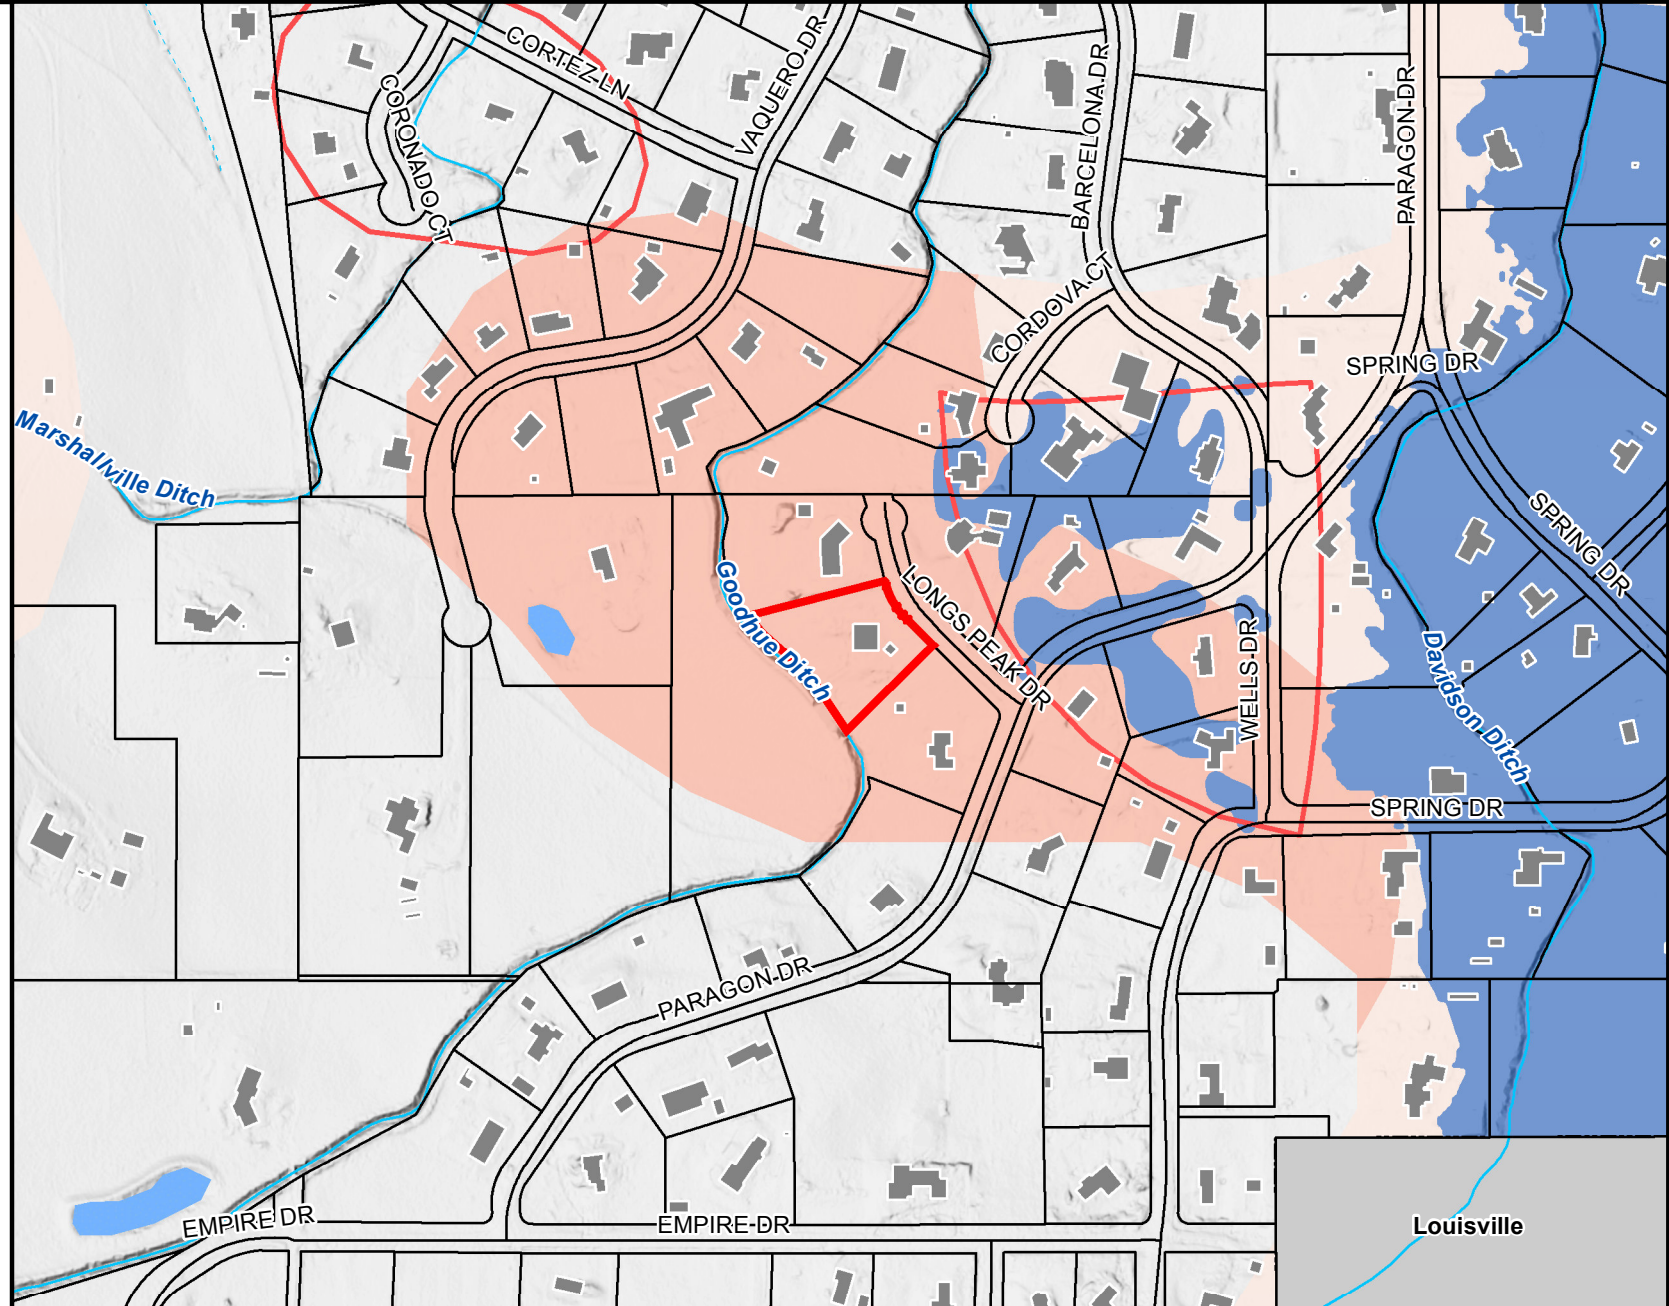 CORTEZ LN
VAQUERO DR
BARCELONA DR
PARAGON DR
CORONADO CT
CORDOVA CT
SPRING DR
Marshallville Ditch
SPRING DR
Goodhue Ditch
LONGS PEAK DR
WELLS DR
Davidson Ditch
SPRING DR
PARAGON DR
EMPIRE DR
EMPIRE DR
Louisville